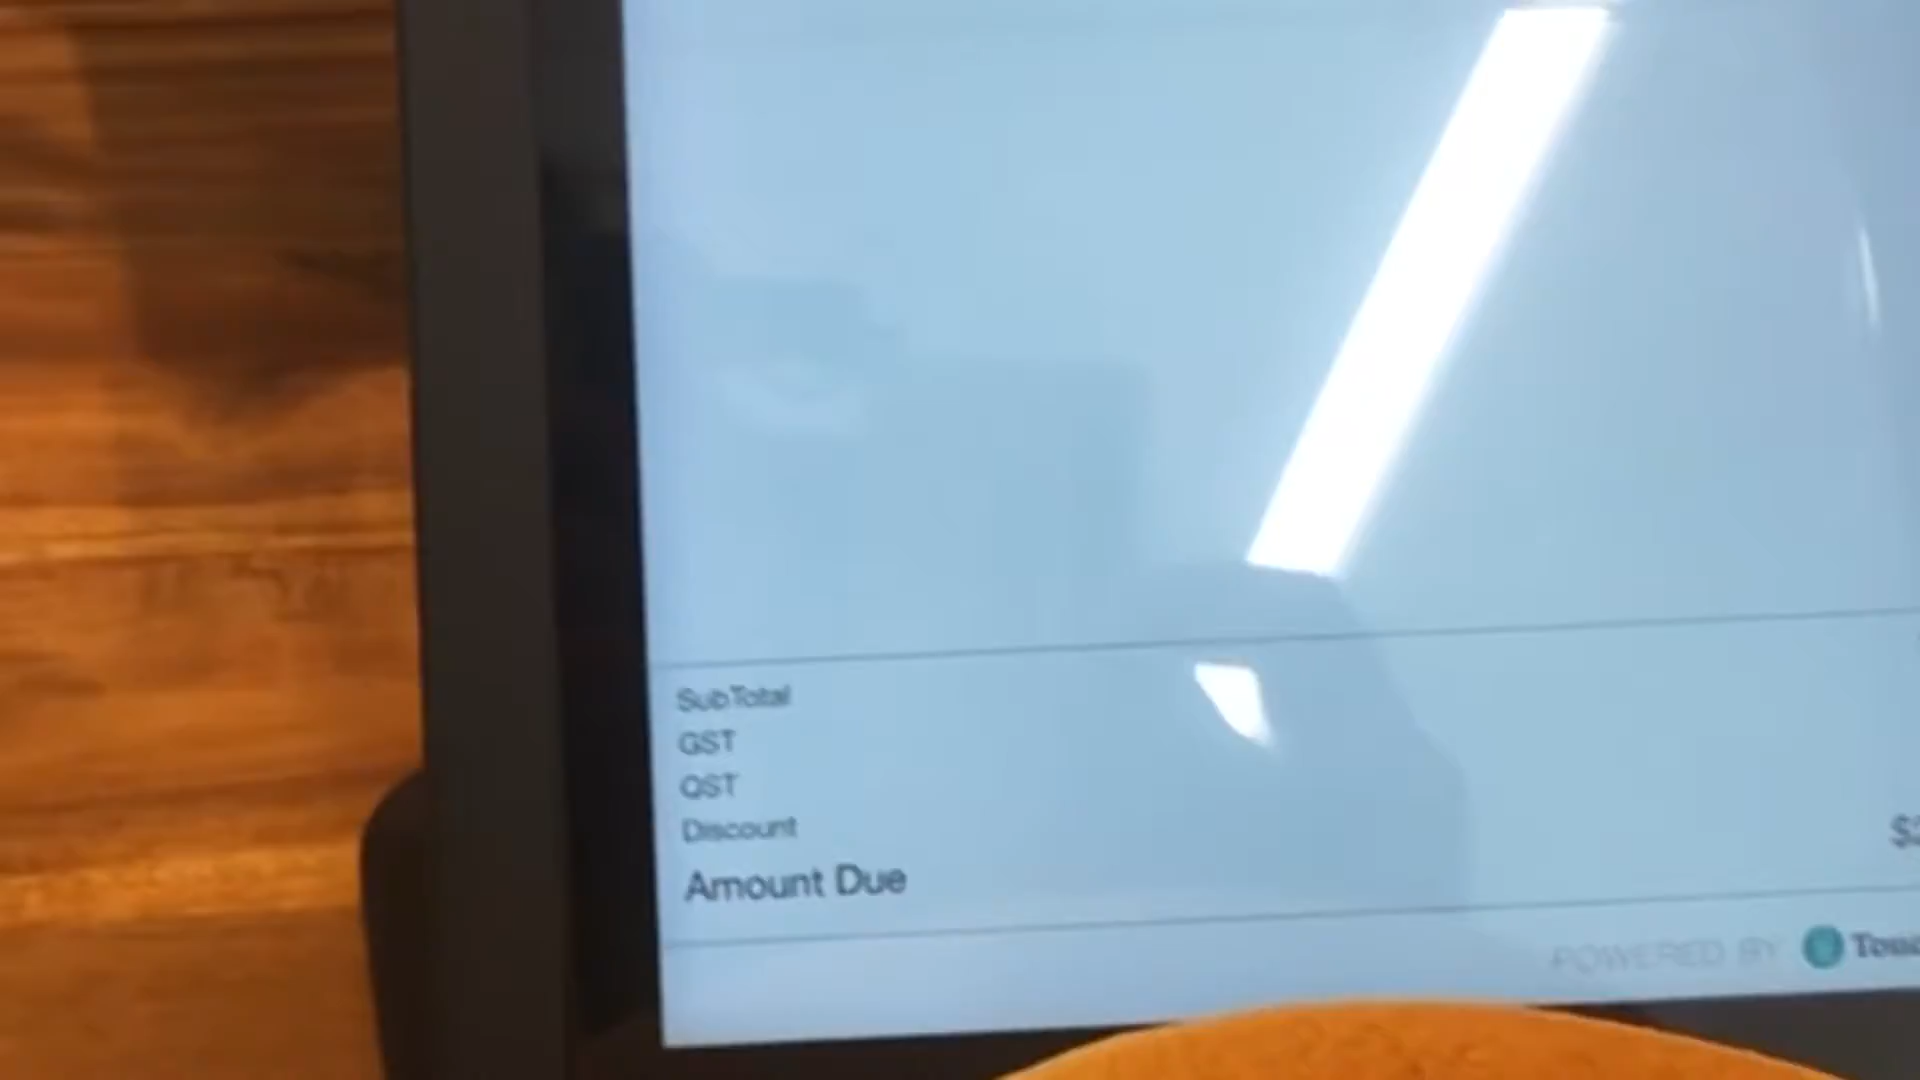 SubTotal
GST
QST
Discount
Amount Due
POWERED BY